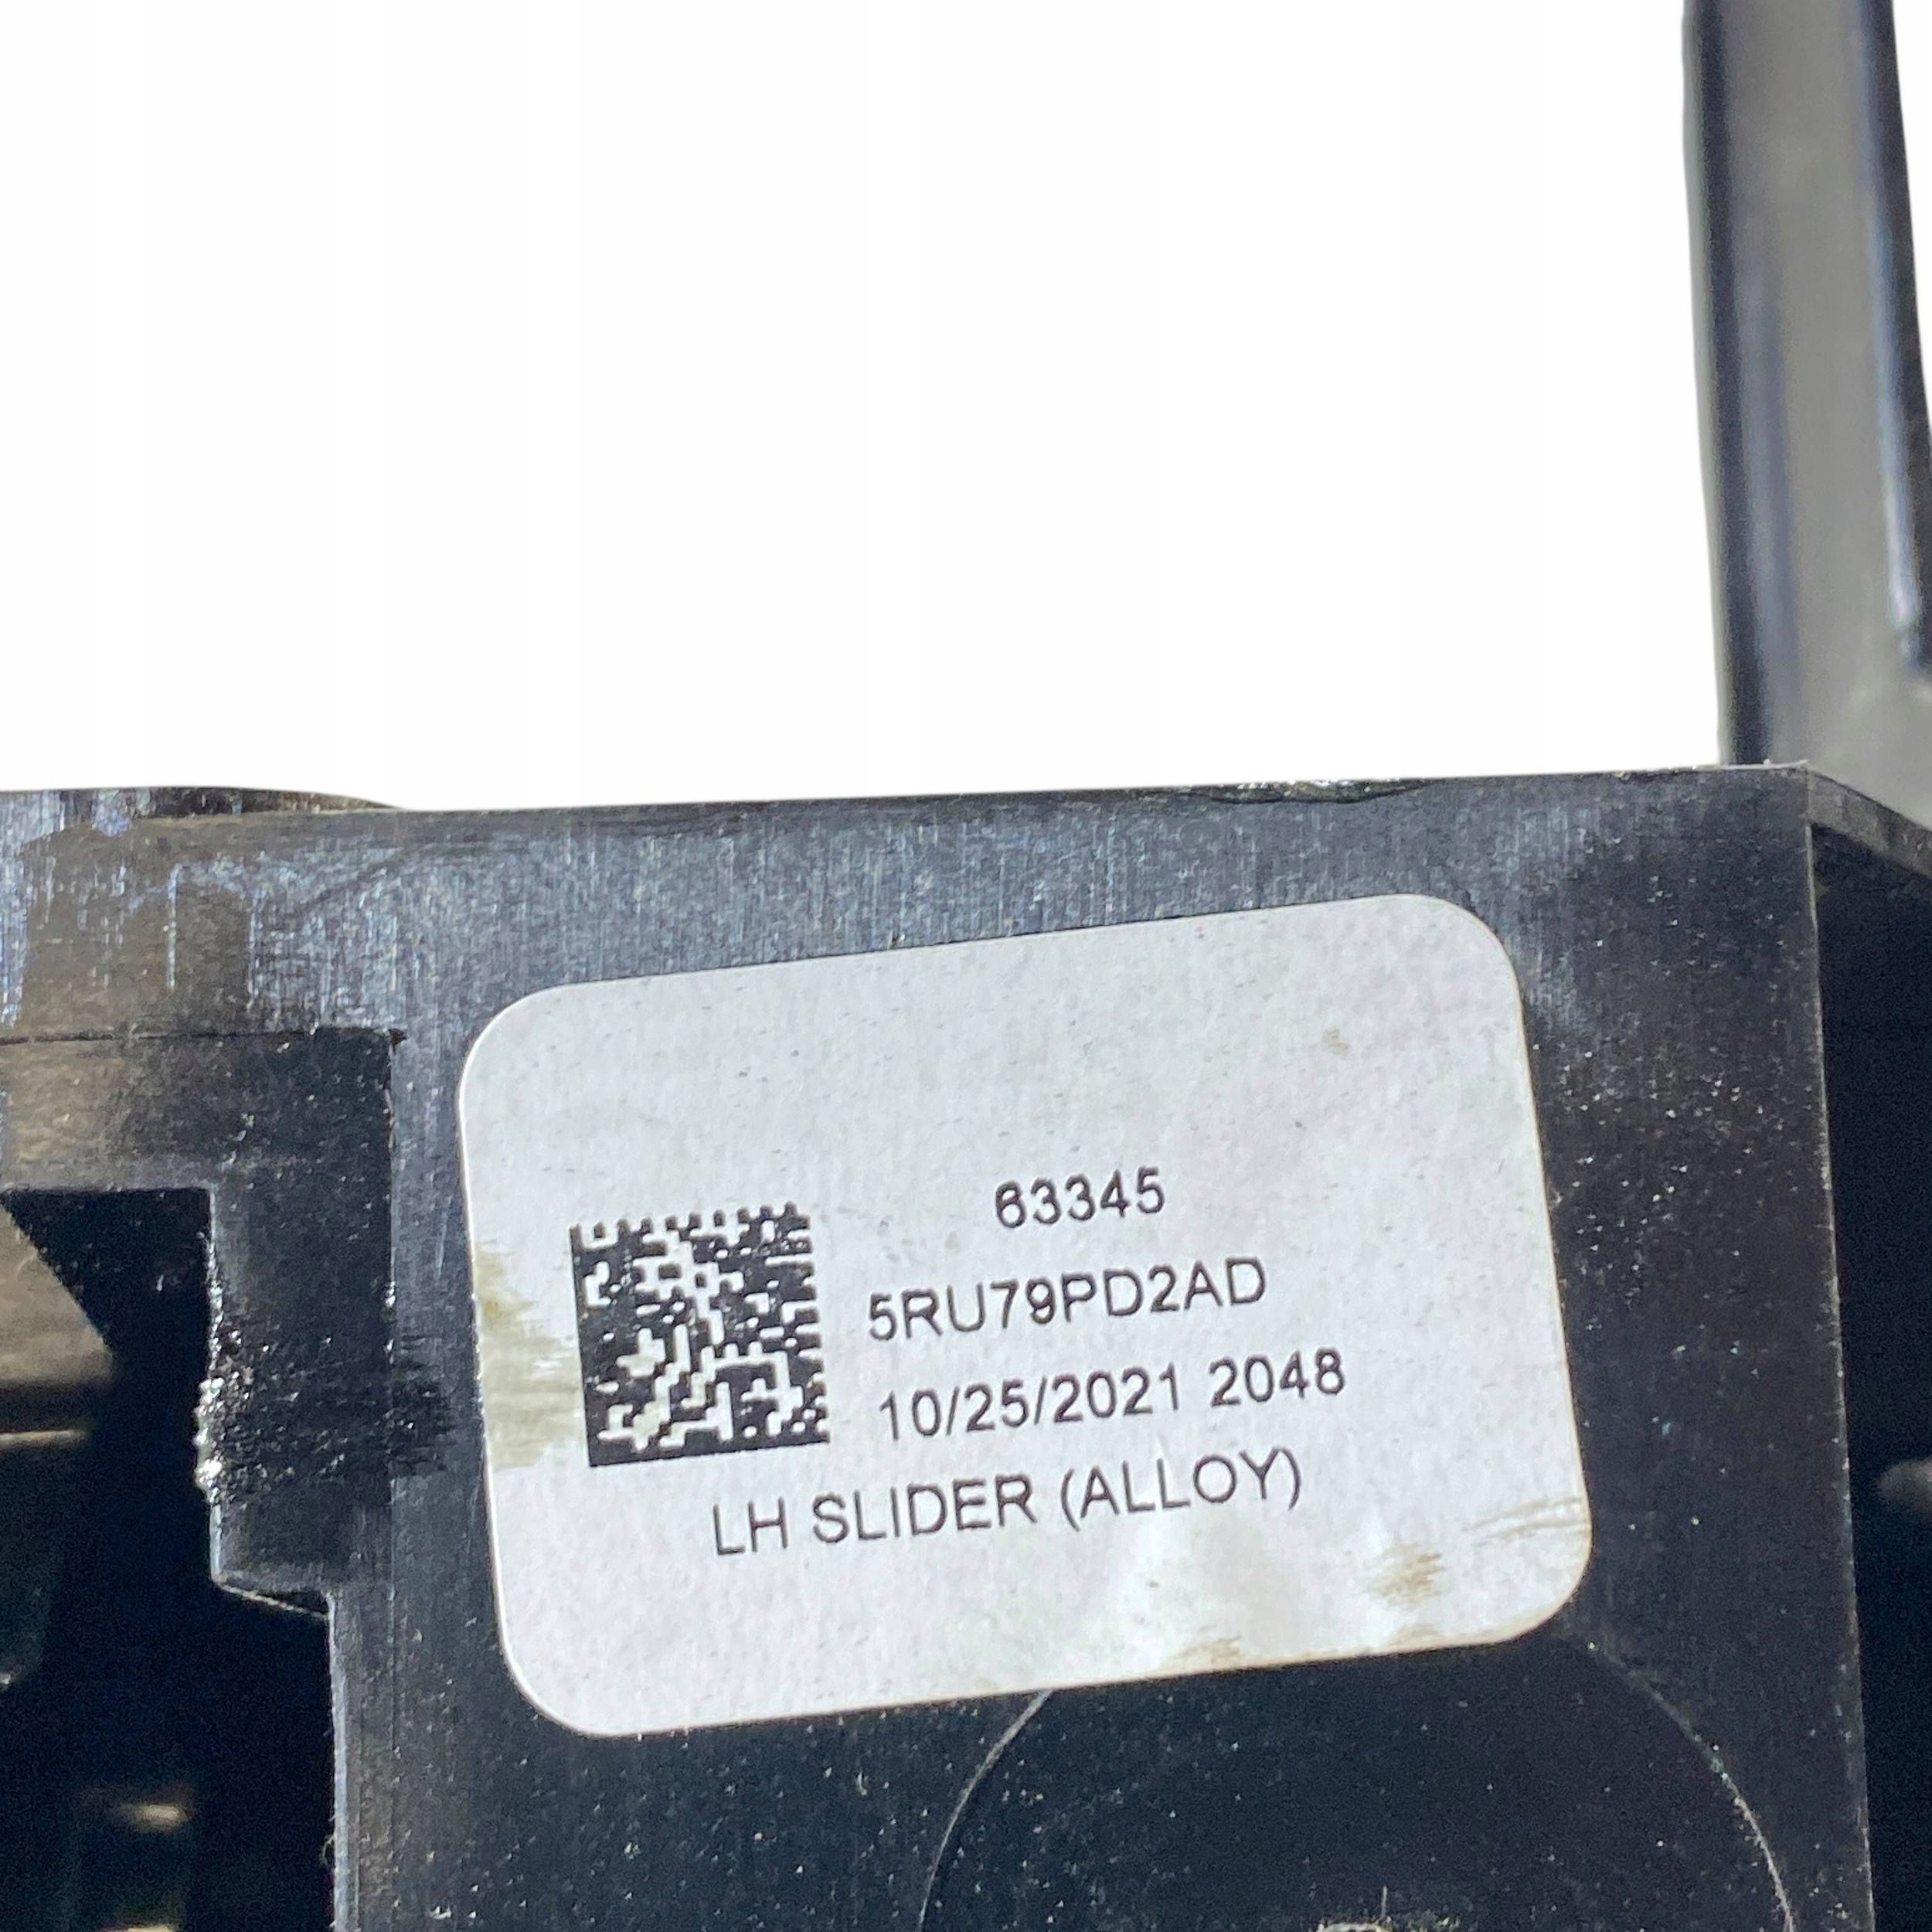 63345
5RU79PD2AD
10/25/2021 2048
LH SLIDER (ALLOY)